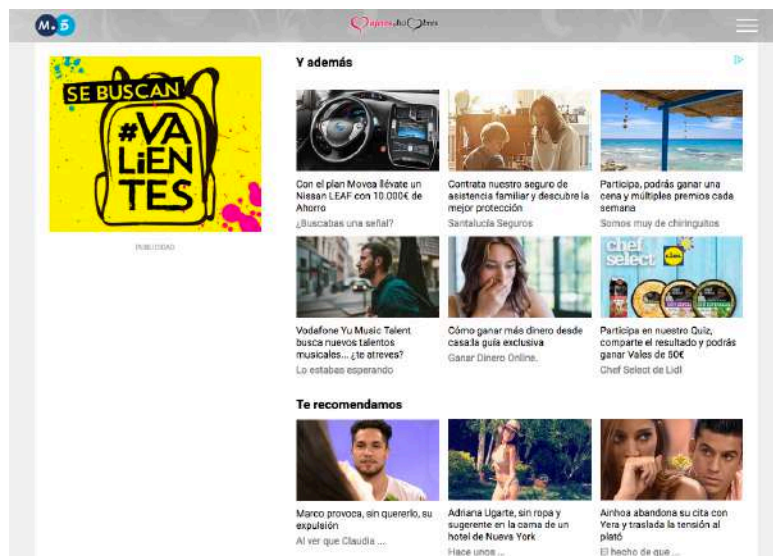 M. 5
SE BUSCAN
#VA
LiEN
TES
PUBLICIDAD
Y además
Con el plan Movea llévate un
Nissan LEAF con 10.000€ de
Ahorro
¿Buscabas una señal?
Contrata nuestro seguro de
asistencia familiar y descubre la
mejor protección
Santalucía Seguros
Participa, podrás ganar una
cena y múltiples premios cada
semana
Somos muy de chiringuitos
chef
select
Vodafone Yu Music Talent
busca nuevos talentos
musicales... ¿te atreves?
Lo estabas esperando
Cómo ganar más dinero desde
casa:la guía exclusiva
Ganar Dinero Online.
Participa en nuestro Quiz,
comparte el resultado y podrás
ganar Vales de 50€
Chef Select de Lidl
Te recomendamos
Marco provoca, sin quererlo, su
expulsión
Al ver que Claudia ...
Adriana Ugarte, sin ropa y
sugerente en la cama de un
hotel de Nueva York
Hace unos ...
Ainhoa abandona su cita con
Yera y traslada la tensión al
plató
El hecho de que ...